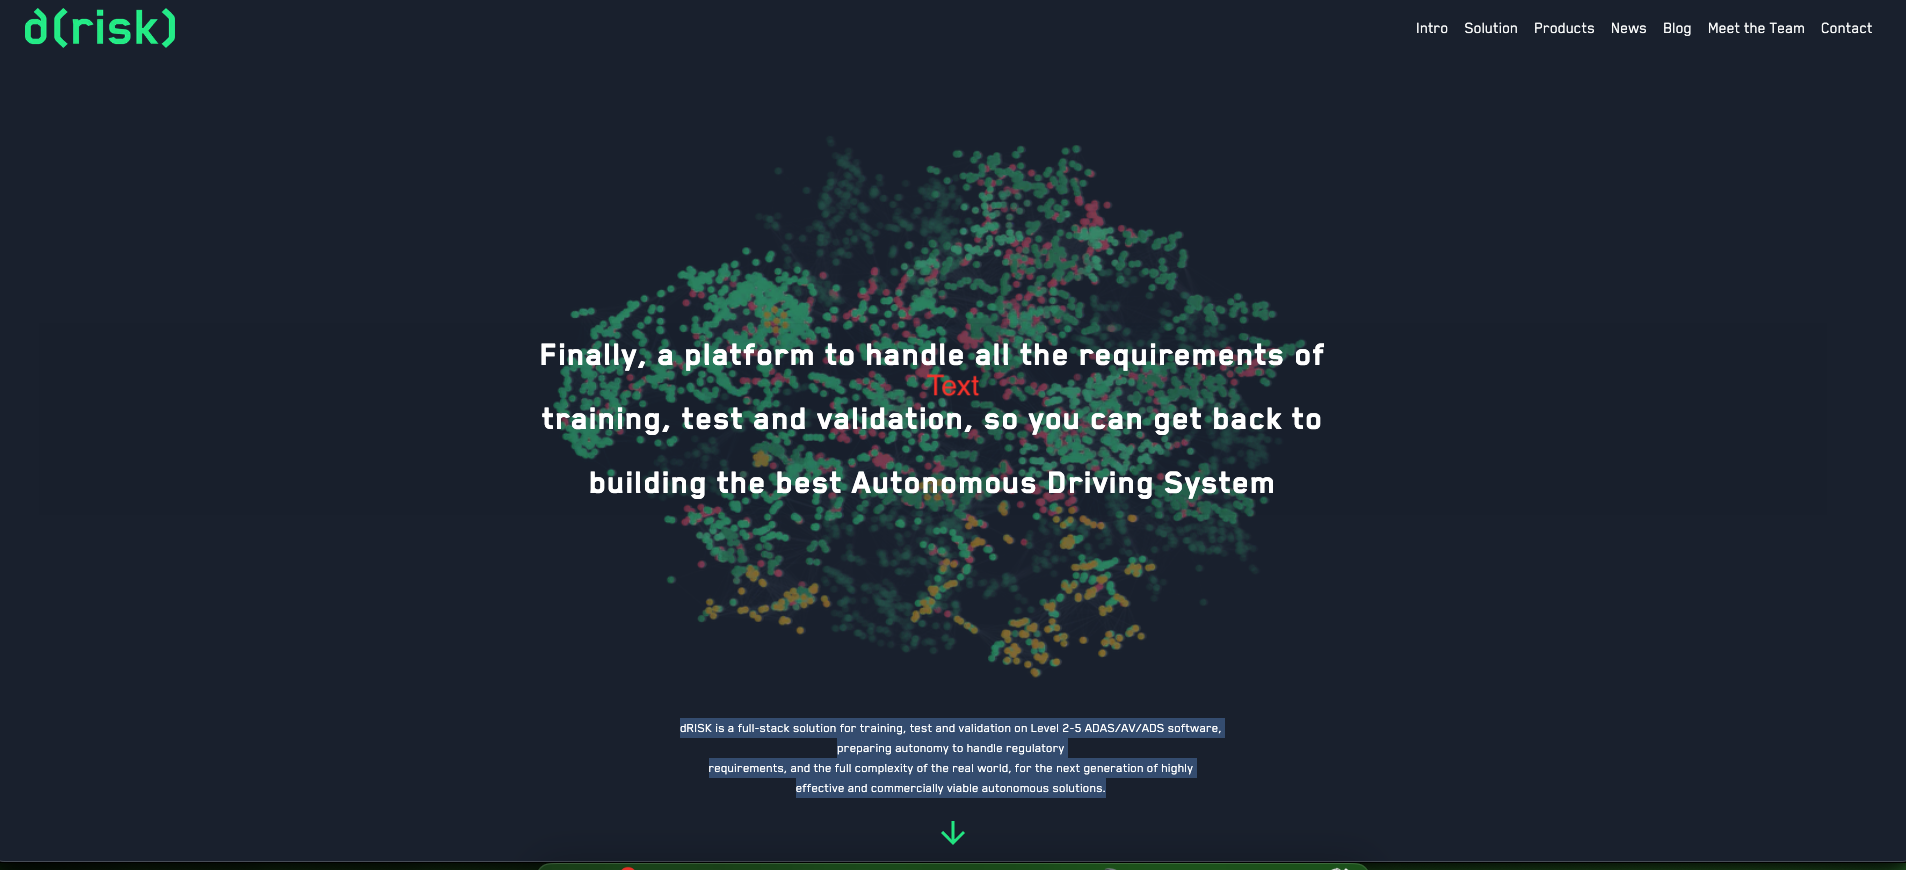 d(risk)
Intro Solution Products News Blog Meet the Team Contact
Finally, a platform to handle all the requirements of
Text
training, test and validation, so you can get back to
building the best Autonomous Driving System
dRISK is a full-stack solution for training, test and validation on Level 2-5 ADAS/AV/ADS software,
preparing autonomy to handle regulatory
requirements, and the full complexity of the real world, for the next generation of highly
effective and commercially viable autonomous solutions.